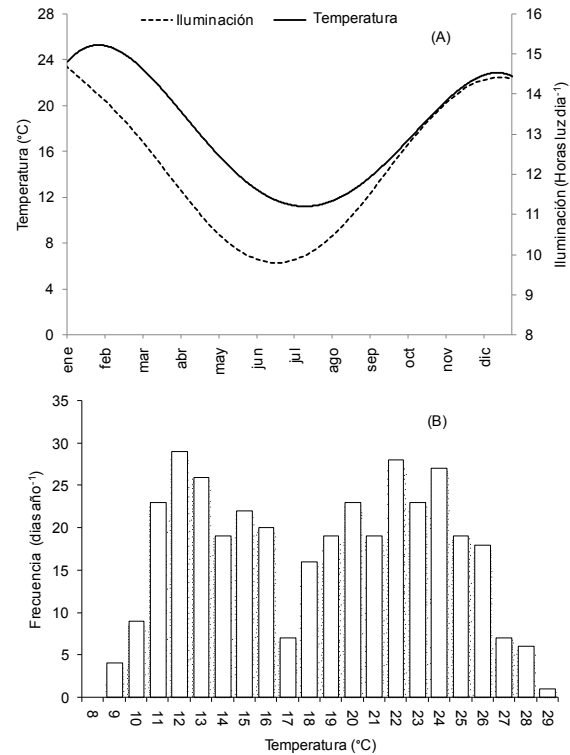 Iluminación Temperatura
(A)
28
24
20
16
12
8
4
0
Temperatura (°C)
16
15
14
13
12
11
10
9
8
Iluminación (Horas luz dia⁻¹)
ene feb mar abr may jun jul ago sep oct nov dic
(B)
35
30
25
20
15
10
5
0
Frecuencia (dias año⁻¹)
8 9 10 11 12 13 14 15 16 17 18 19 20 21 22 23 24 25 26 27 28 29
Temperatura (°C)